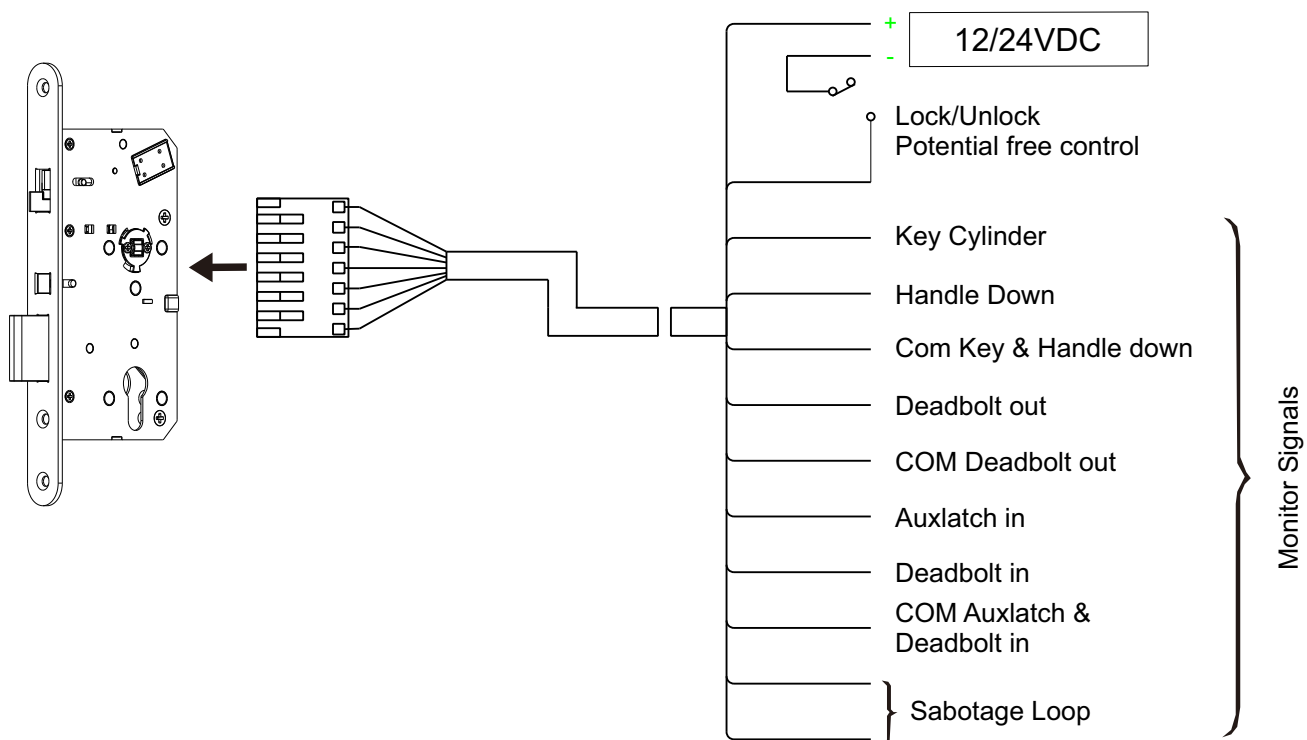 +
12/24VDC
-
Lock/Unlock
Potential free control
Key Cylinder
Handle Down
Com Key & Handle down
Deadbolt out
COM Deadbolt out
Auxlatch in
Deadbolt in
COM Auxlatch &
Deadbolt in
Sabotage Loop
Monitor Signals